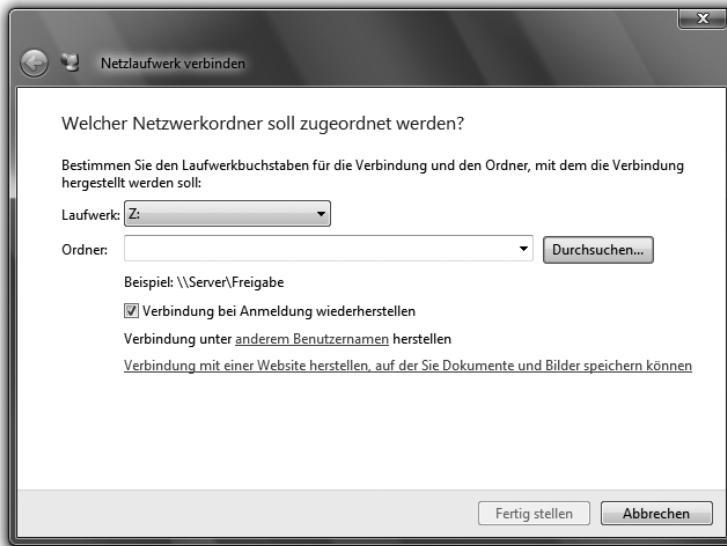 X
Netzlaufwerk verbinden
Welcher Netzwerkordner soll zugeordnet werden?
Bestimmen Sie den Laufwerkbuchstaben für die Verbindung und den Ordner, mit dem die Verbindung
hergestellt werden soll:
Laufwerk: Z:
Ordner: Durchsuchen...
Beispiel: \\Server\Freigabe
Verbindung bei Anmeldung wiederherstellen
Verbindung unter anderem Benutzernamen herstellen
Verbindung mit einer Website herstellen, auf der Sie Dokumente und Bilder speichern können
Fertig stellen Abbrechen